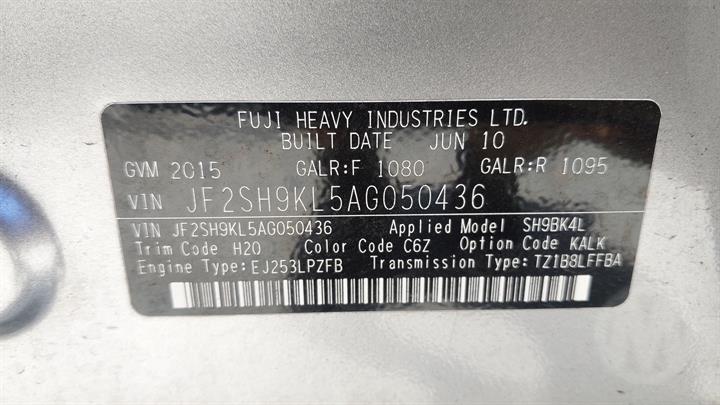 FUJI HEAVY INDUSTRIES LTD.
BUILT DATE JUN 10
GVM 2015 GALR:F 1080 GALR:R 1095
VIN JF2SH9KL5AG050436
VIN JF2SH9KL5AG050436 Applied Model SH9BK4L
Trim Code H20 Color Code C6Z Option Code KALK
Engine Type:EJ253LPZFB Transmission Type:TZ1B8LFFBA